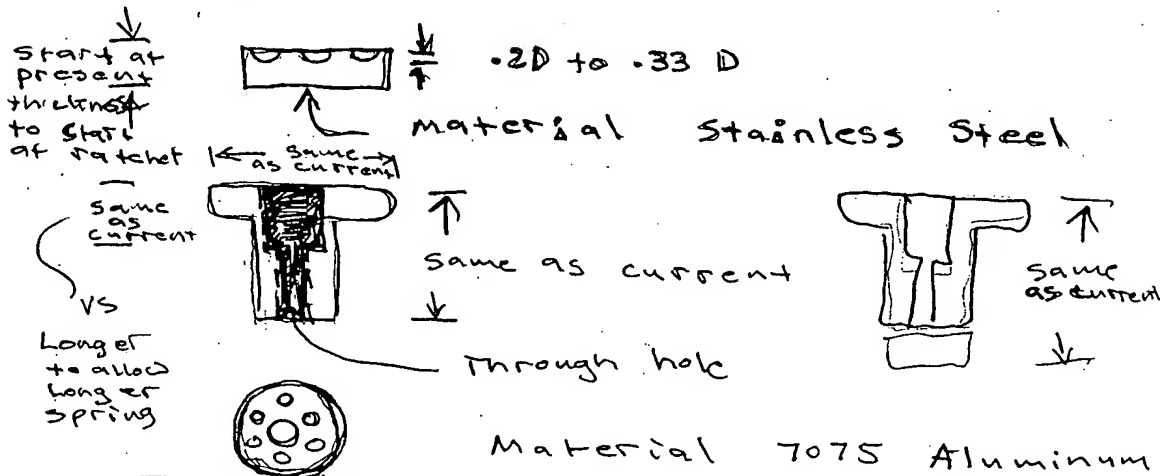 Start at
present
thickness
to start
at ratchet
.2D to .33 D
Material Stainless Steel
same
as current
same
as
current
VS
Longer
to allow
longer
spring
same as current
Through hole
same
as current
Material 7075 Aluminum